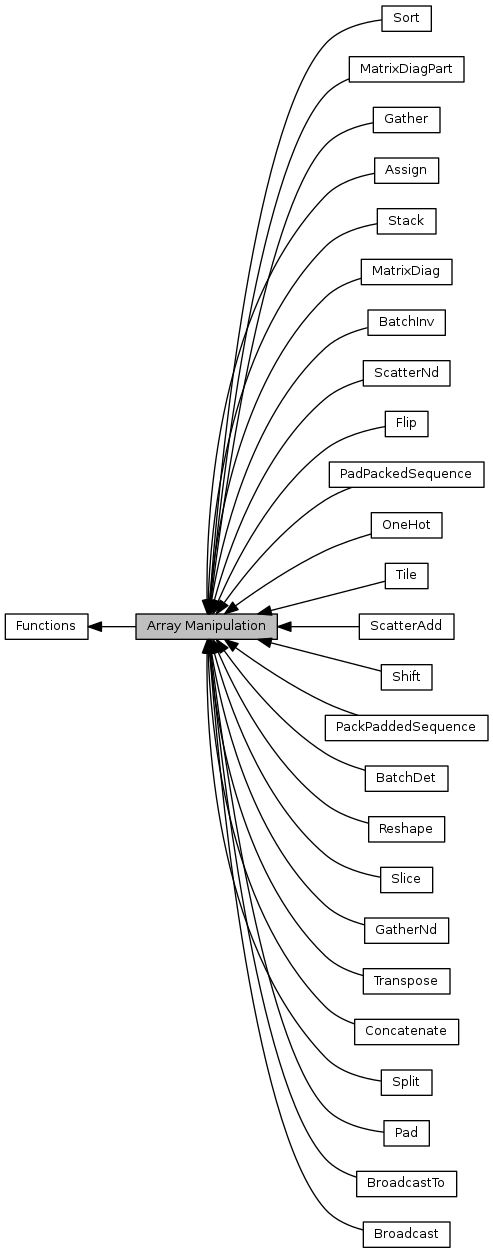 Sort
MatrixDiagPart
Gather
Assign
Stack
MatrixDiag
BatchInv
ScatterNd
Flip
PadPackedSequence
OneHot
Tile
Functions
Array Manipulation
ScatterAdd
Shift
PackPaddedSequence
BatchDet
Reshape
Slice
GatherNd
Transpose
Concatenate
Split
Pad
BroadcastTo
Broadcast